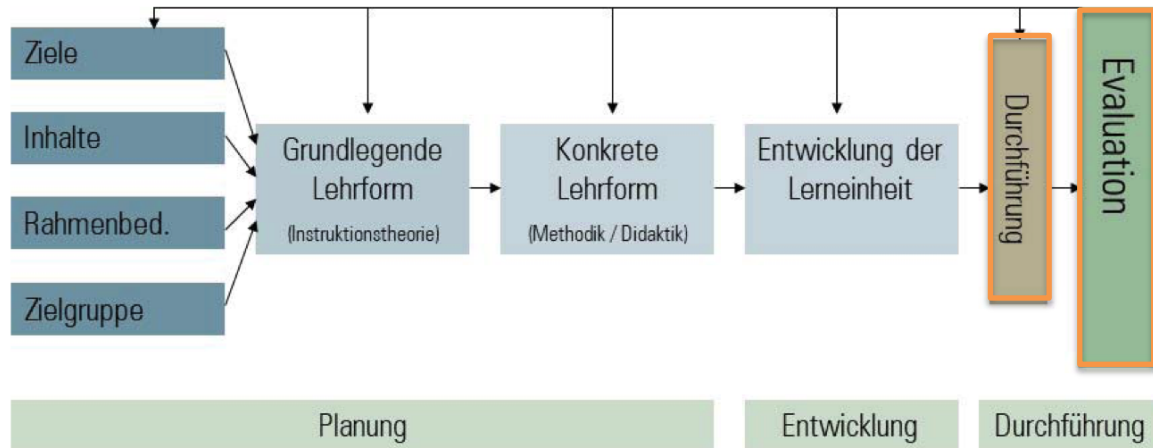 Ziele
Inhalte
Rahmenbed.
Zielgruppe
Grundlegende
Lehrform
(Instruktionstheorie)
Konkrete
Lehrform
(Methodik / Didaktik)
Entwicklung der
Lerneinheit
Durchführung
Evaluation
Planung
Entwicklung
Durchführung